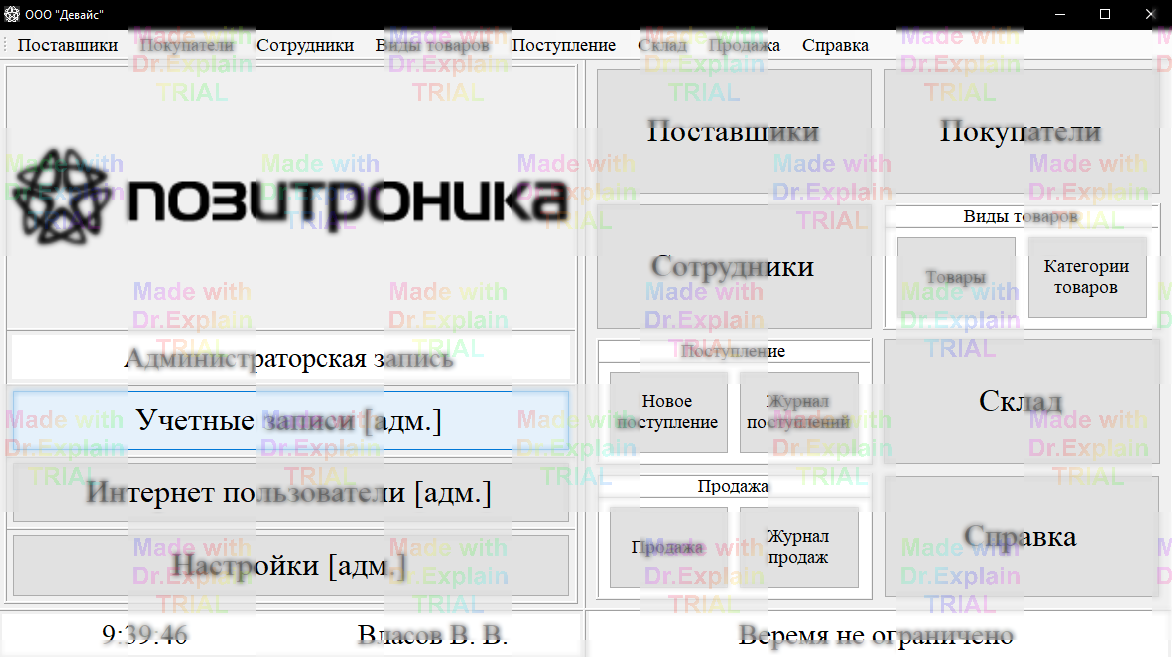 ООО "Девайс"
Поставшики Покупатели Сотрудники Виды товаров Поступление Склад Продажа Справка
позитроника
Администраторская запись
Учетные записи [адм.]
Интернет пользователи [адм.]
Настройки [адм.]
9:39:46
Власов В. В.
Поставшики
Покупатели
Сотрудники
Виды товаров
Товары
Категории
товаров
Поступление
Новое
поступление
Журнал
поступлений
Склад
Продажа
Продажа
Журнал
продаж
Справка
Веремя не ограничено
Made with
Dr.Explain
TRIAL